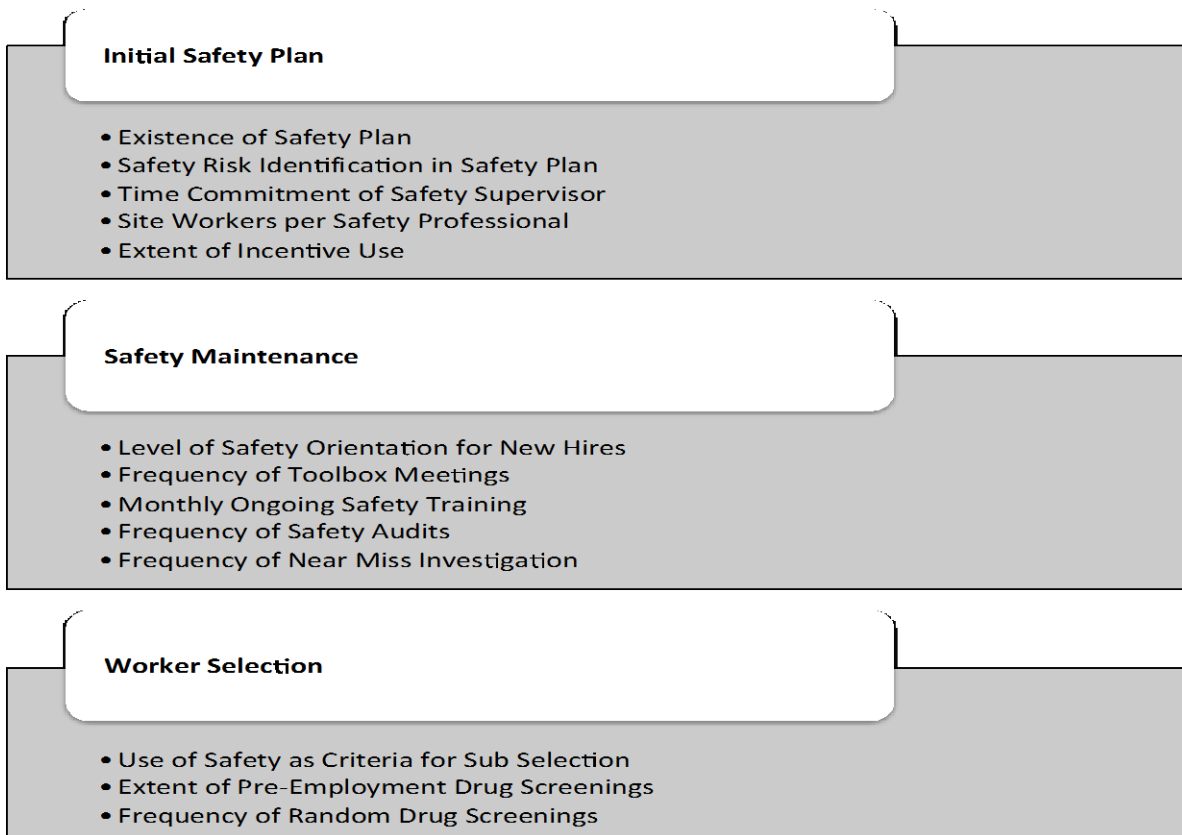 Initial Safety Plan
• Existence of Safety Plan
• Safety Risk Identification in Safety Plan
• Time Commitment of Safety Supervisor
• Site Workers per Safety Professional
• Extent of Incentive Use
Safety Maintenance
• Level of Safety Orientation for New Hires
• Frequency of Toolbox Meetings
• Monthly Ongoing Safety Training
• Frequency of Safety Audits
• Frequency of Near Miss Investigation
Worker Selection
• Use of Safety as Criteria for Sub Selection
• Extent of Pre-Employment Drug Screenings
• Frequency of Random Drug Screenings